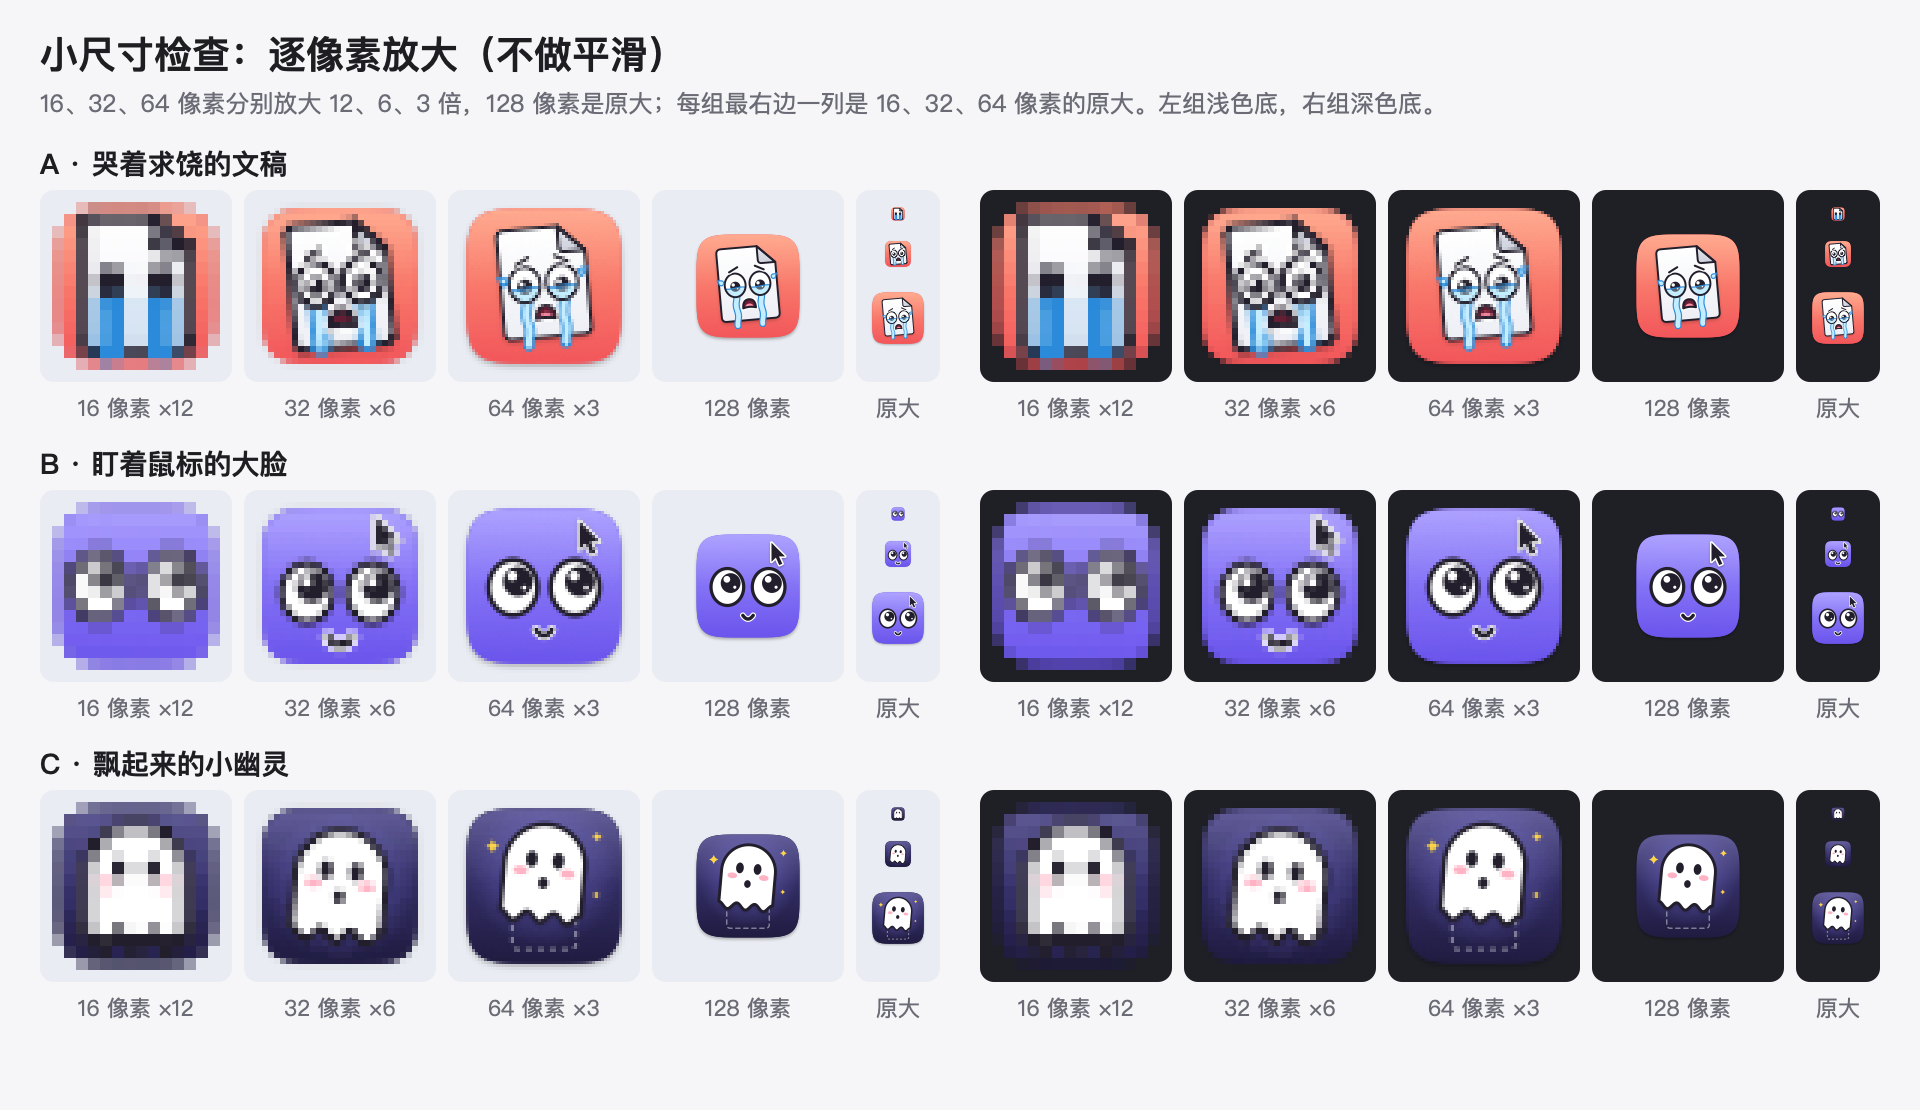 小尺寸检查：逐像素放大（不做平滑）
16、32、64 像素分别放大 12、6、3 倍，128 像素是原大；每组最右边一列是 16、32、64 像素的原大。左组浅色底，右组深色底。
A · 哭着求饶的文稿
16 像素 ×12 32 像素 ×6 64 像素 ×3 128 像素 原大 16 像素 ×12 32 像素 ×6 64 像素 ×3 128 像素 原大
B · 盯着鼠标的大脸
16 像素 ×12 32 像素 ×6 64 像素 ×3 128 像素 原大 16 像素 ×12 32 像素 ×6 64 像素 ×3 128 像素 原大
C · 飘起来的小幽灵
16 像素 ×12 32 像素 ×6 64 像素 ×3 128 像素 原大 16 像素 ×12 32 像素 ×6 64 像素 ×3 128 像素 原大